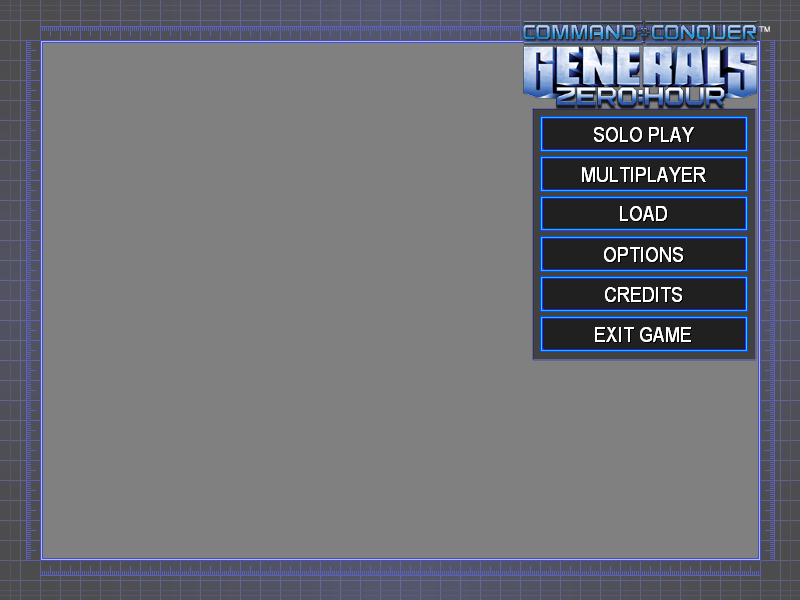 COMMAND & CONQUER™
GENERALS
ZERO:HOUR
SOLO PLAY
MULTIPLAYER
LOAD
OPTIONS
CREDITS
EXIT GAME